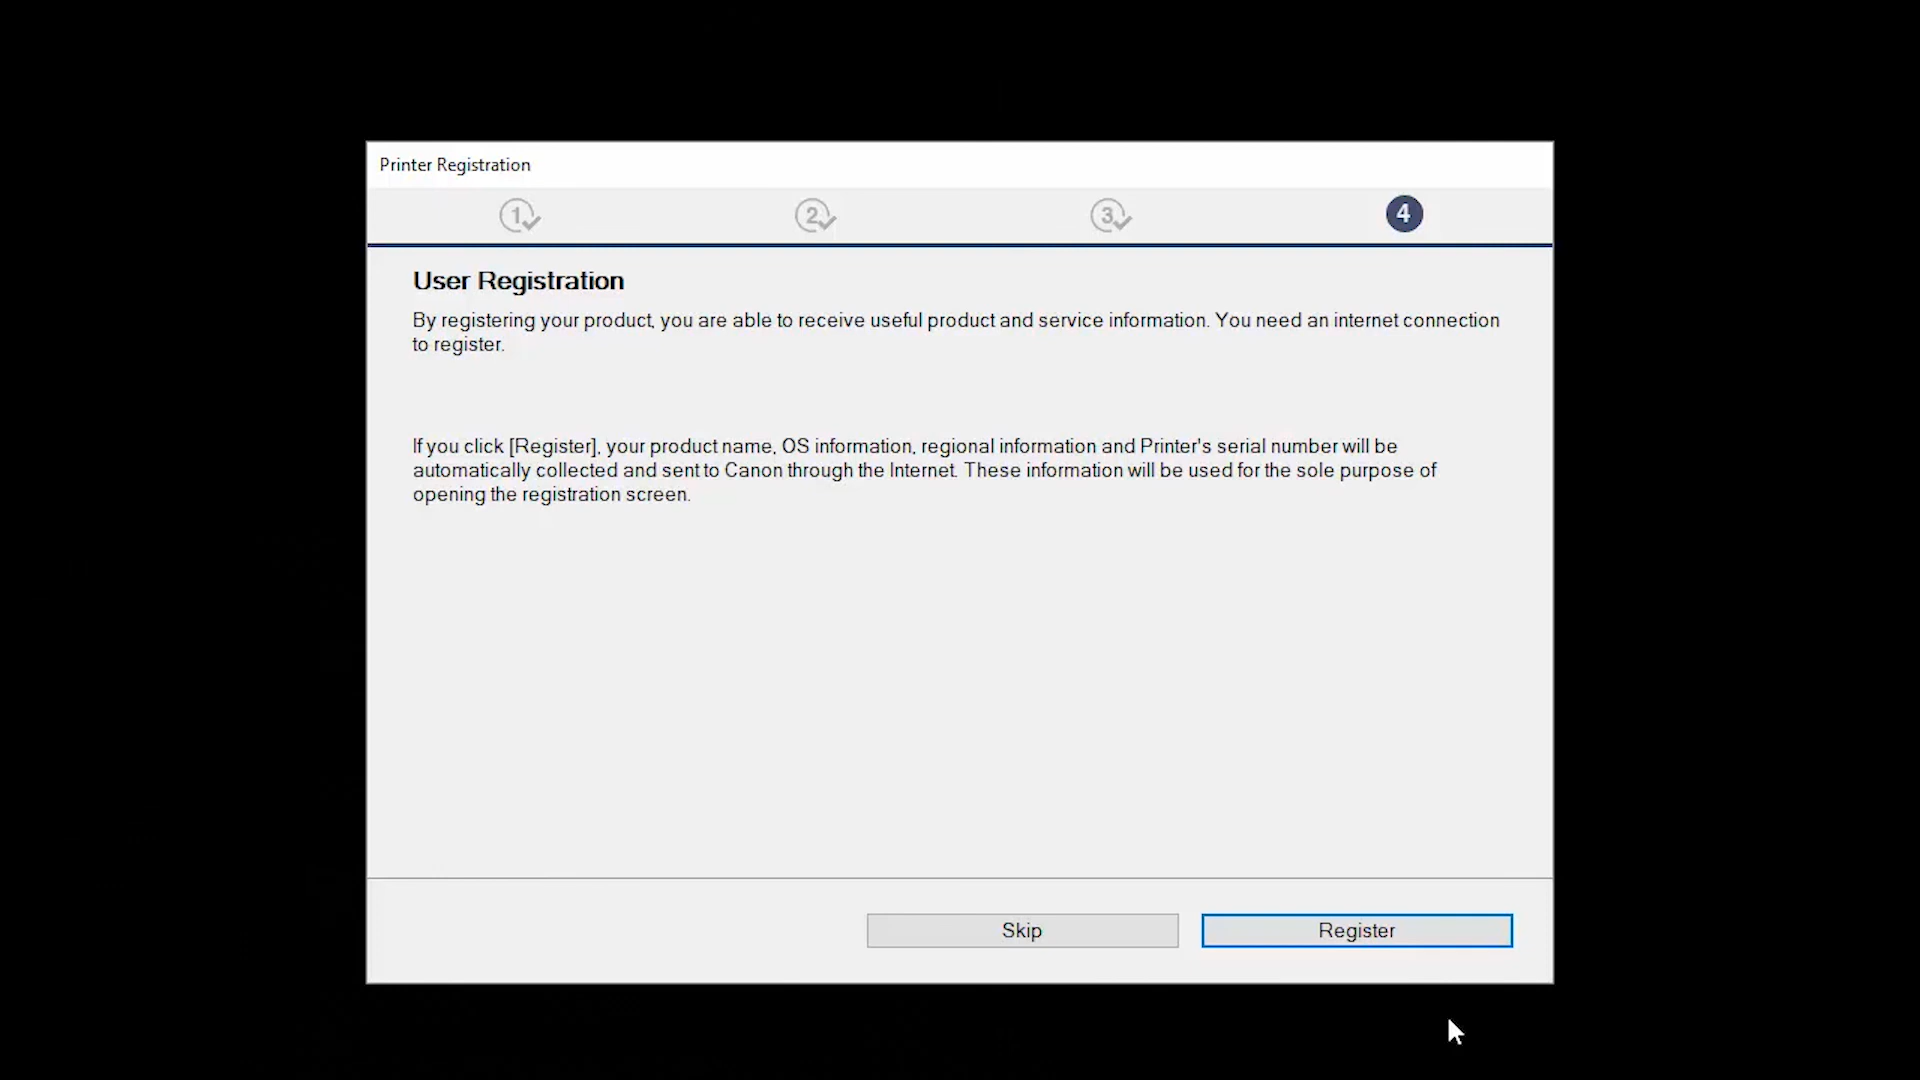 Printer Registration
1 2 3 4
User Registration
By registering your product, you are able to receive useful product and service information. You need an internet connection
to register.
If you click [Register], your product name, OS information, regional information and Printer's serial number will be
automatically collected and sent to Canon through the Internet. These information will be used for the sole purpose of
opening the registration screen.
Skip Register